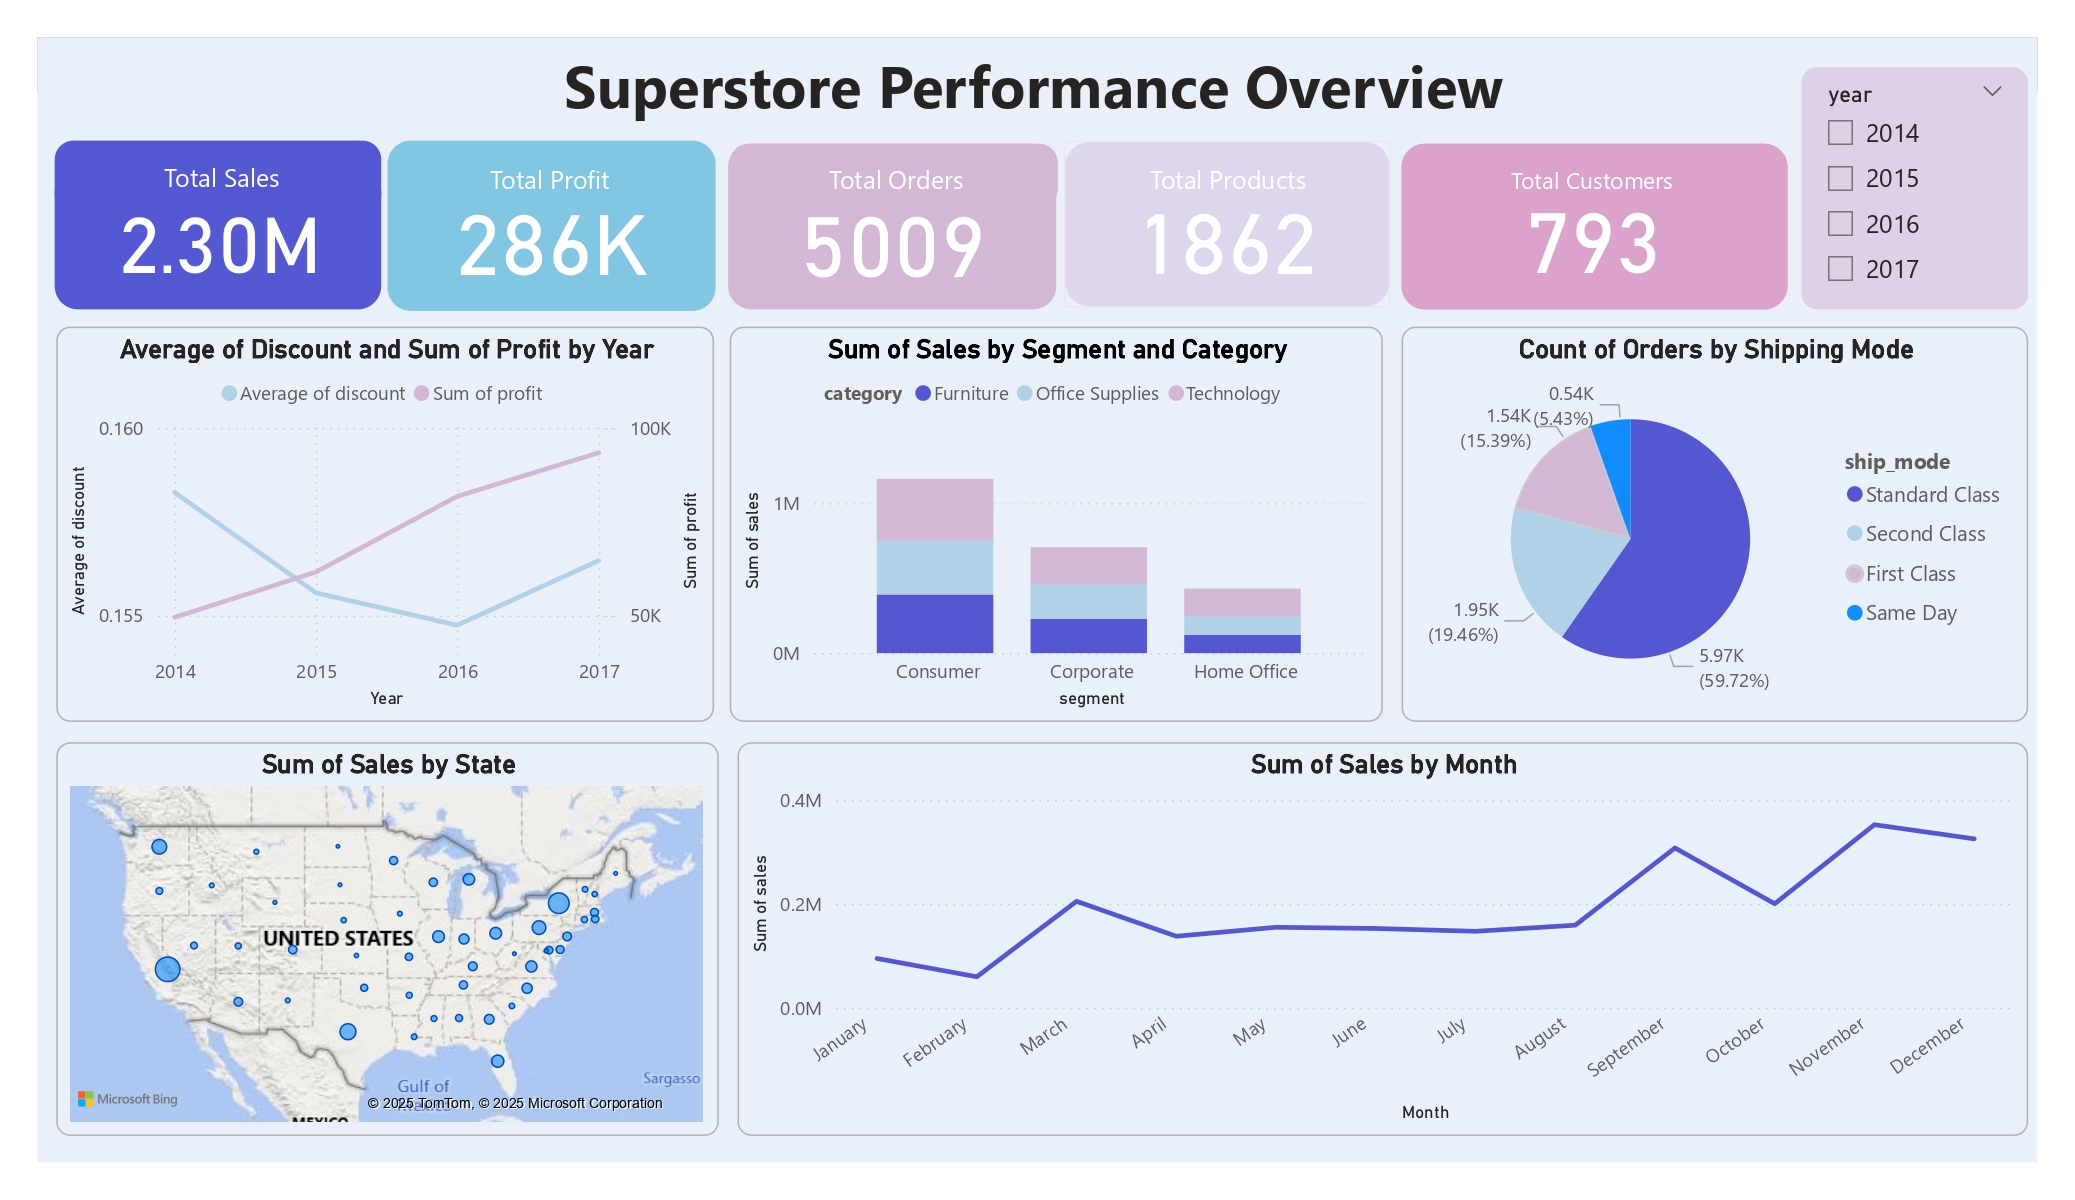 Superstore Performance Overview
year
2014
2015
2016
2017
Total Sales
2.30M
Total Profit
286K
Total Orders
5009
Total Products
1862
Total Customers
793
Average of Discount and Sum of Profit by Year
Average of discount Sum of profit
0.160
0.155
Average of discount
100K
50K
Sum of profit
2014 2015 2016 2017
Year
Sum of Sales by Segment and Category
category Furniture Office Supplies Technology
1M
0M
Sum of sales
Consumer Corporate Home Office
segment
Count of Orders by Shipping Mode
0.54K
(5.43%)
1.54K
(15.39%)
1.95K
(19.46%)
5.97K
(59.72%)
ship_mode
Standard Class
Second Class
First Class
Same Day
Sum of Sales by State
UNITED STATES
Gulf of
Sargasso
Microsoft Bing
© 2025 TomTom, © 2025 Microsoft Corporation
MEXICO
Sum of Sales by Month
0.4M
0.2M
0.0M
Sum of sales
January February March April May June July August September October November December
Month